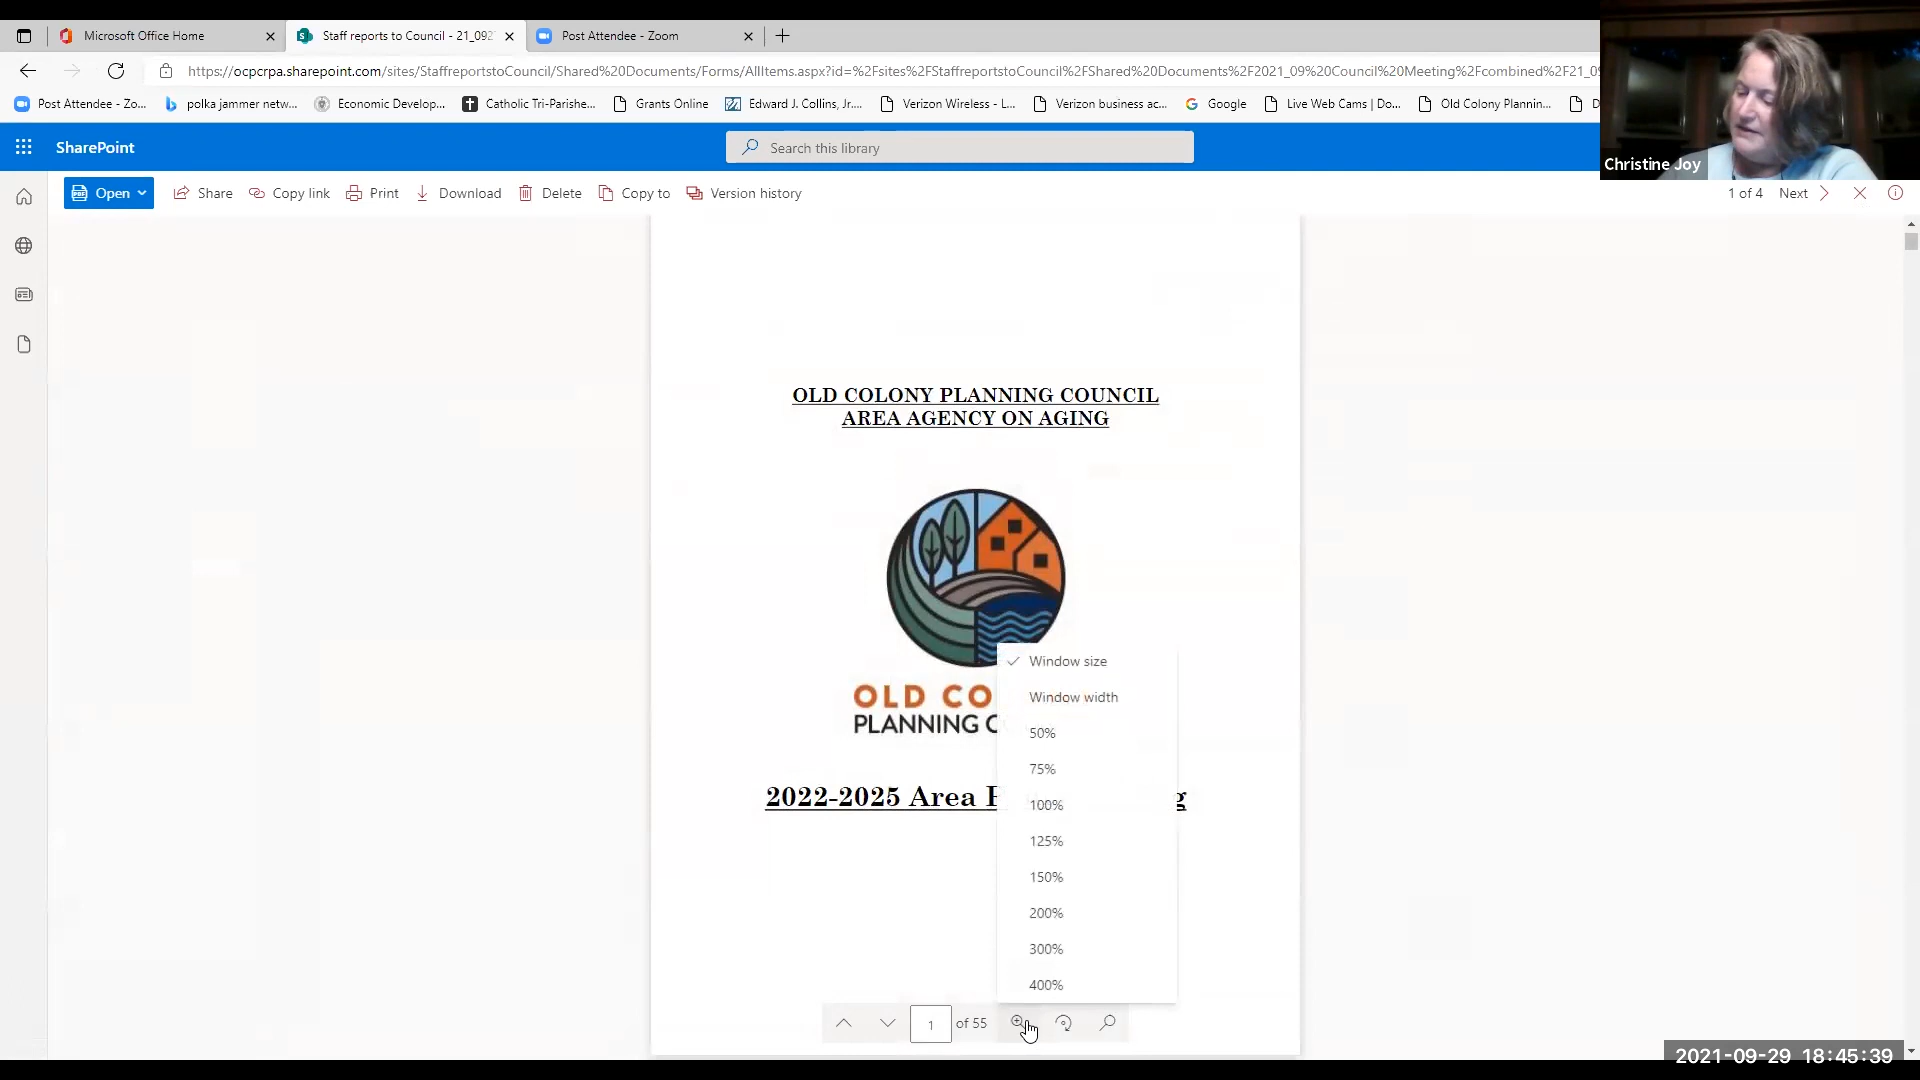 Microsoft Office Home
Staff reports to Council - 21_092
Post Attendee - Zoom
https://ocpcrpa.sharepoint.com/sites/StaffreportstoCouncil/Shared%20Documents/Forms/AllItems.aspx?id=%2Fsites%2FStaffreportstoCouncil%2FShared%20Documents%2F2021_09%20Council%20Meeting%2Fcombined%2F21_09
Post Attendee - Zo...
polka jammer netw...
Economic Develop...
Catholic Tri-Parishe...
Grants Online
Edward J. Collins, Jr....
Verizon Wireless - L...
Verizon business ac...
Google
Live Web Cams | Do...
Old Colony Plannin...
D
Christine Joy
SharePoint
Search this library
Open
Share
Copy link
Print
Download
Delete
Copy to
Version history
1 of 4
Next
OLD COLONY PLANNING COUNCIL
AREA AGENCY ON AGING
OLD CO
PLANNING C
2022-2025 Area
g
Window size
Window width
50%
75%
100%
125%
150%
200%
300%
400%
1
of 55
2021-09-29 18:45:39